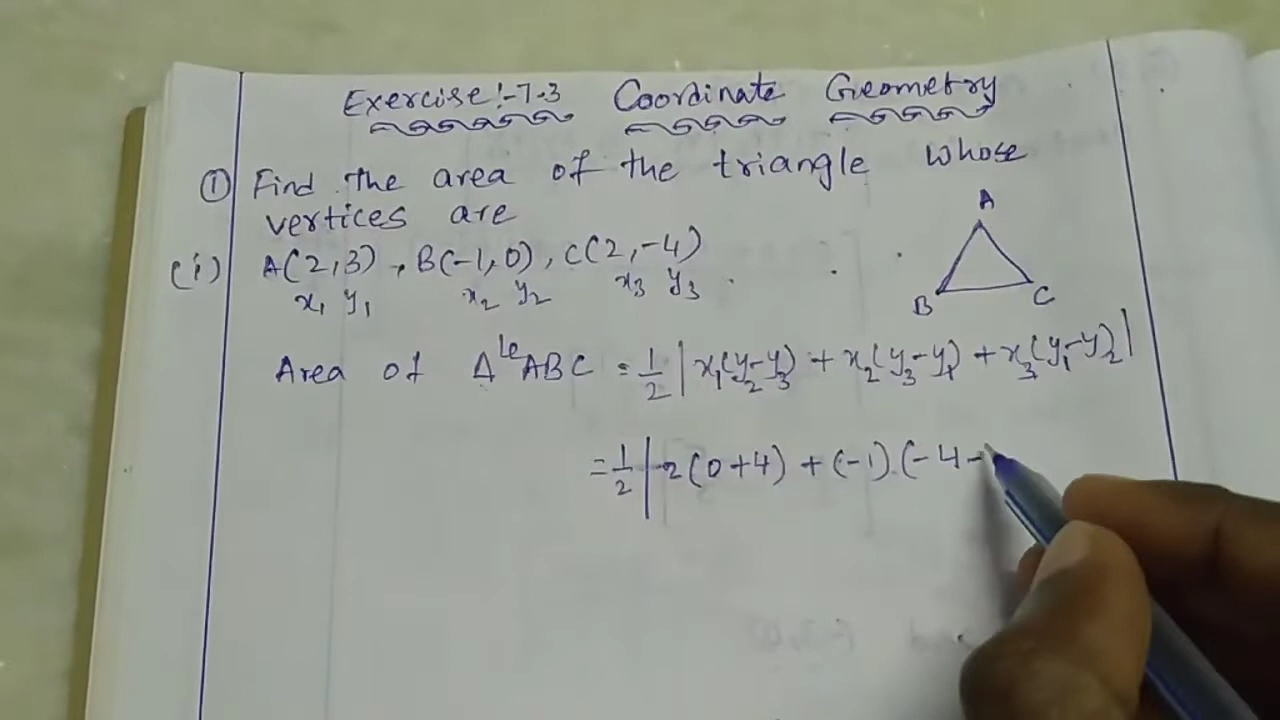 Exercise:-7.3 Coordinate Geometry
① Find the area of the triangle whose
vertices are
(i) A(2,3), B(-1,0), C(2,-4)
x₁ y₁ x₂ y₂ x₃ y₃
A
B C
Area of Δˡᵉ ABC = 1/2 |x₁(y₂-y₃) + x₂(y₃-y₁) + x₃(y₁-y₂)|
= 1/2 | 2(0+4) + (-1).(-4-